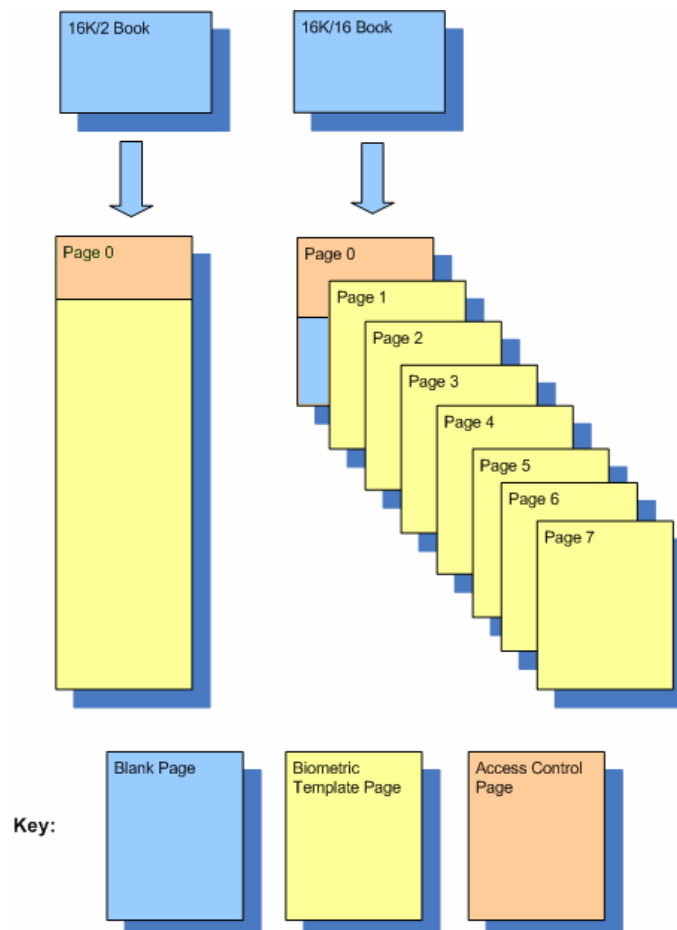 16K/2 Book
16K/16 Book
Page 0
Page 0
Page 1
Page 2
Page 3
Page 4
Page 5
Page 6
Page 7
Key:
Blank Page
Biometric
Template Page
Access Control
Page